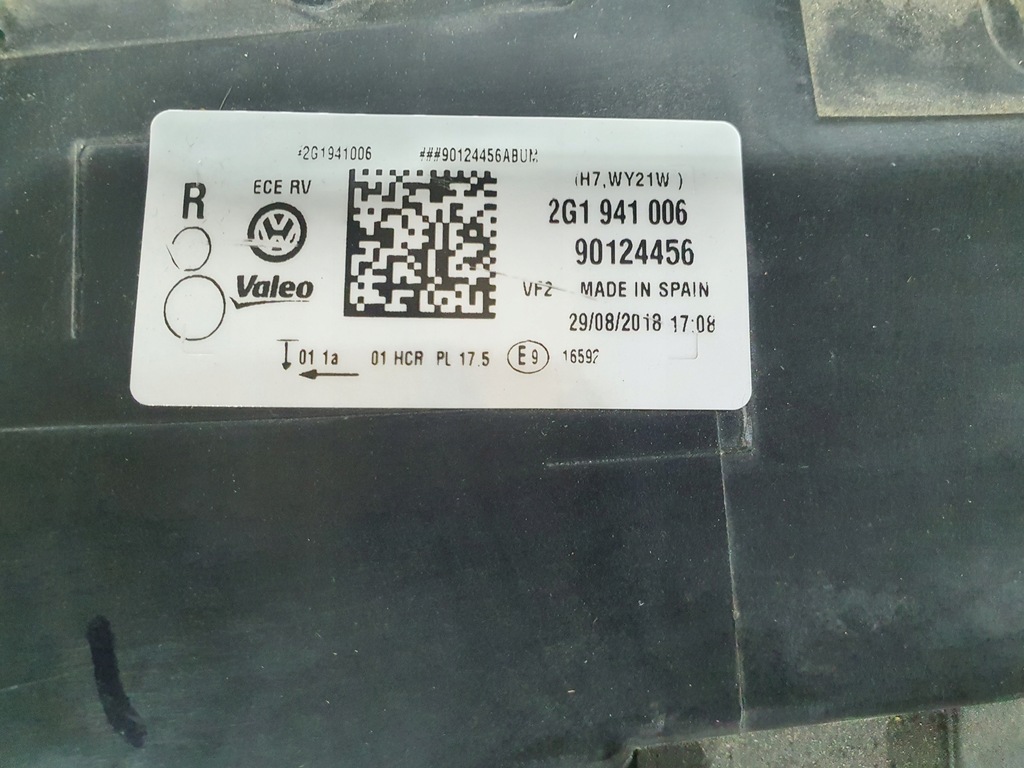 #2G1941006 ###90124456ABUM
R ECE RV (H7,WY21W )
2G1 941 006
90124456
Valeo
VF2 MADE IN SPAIN
29/08/2018 17:08
01 1a 01 HCR PL 17.5 E9 16592